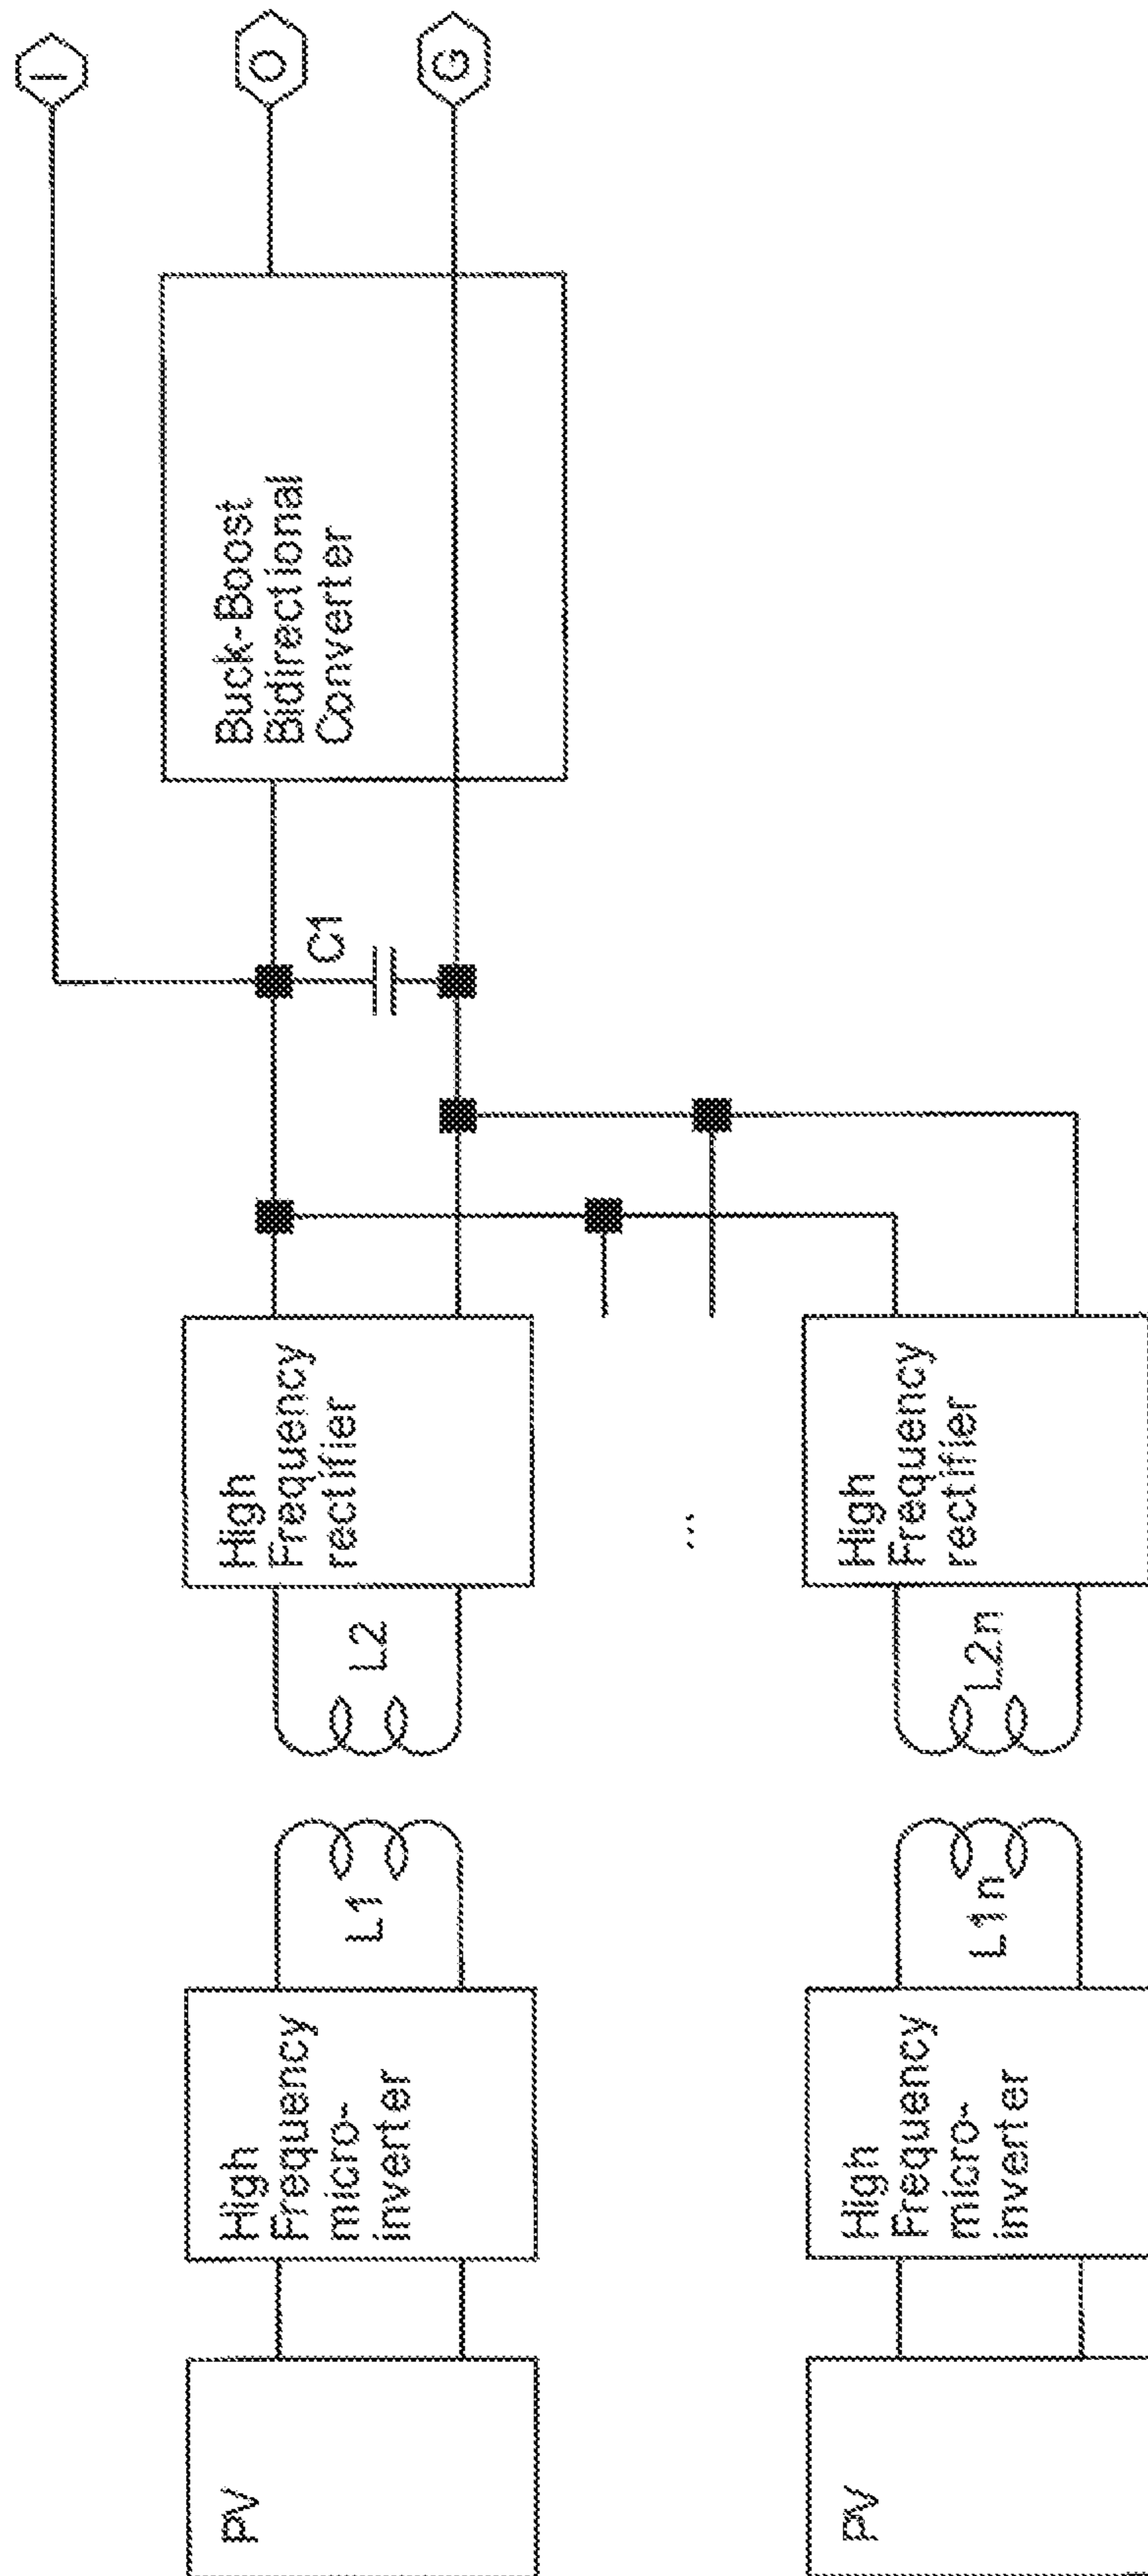 I
O
G
Buck-Boost
Bidirectional
Converter
C1
High
Frequency
rectifier
L2
L1
High
Frequency
micro-
inverter
PV
...
High
Frequency
rectifier
L2n
L1n
High
Frequency
micro-
inverter
PV